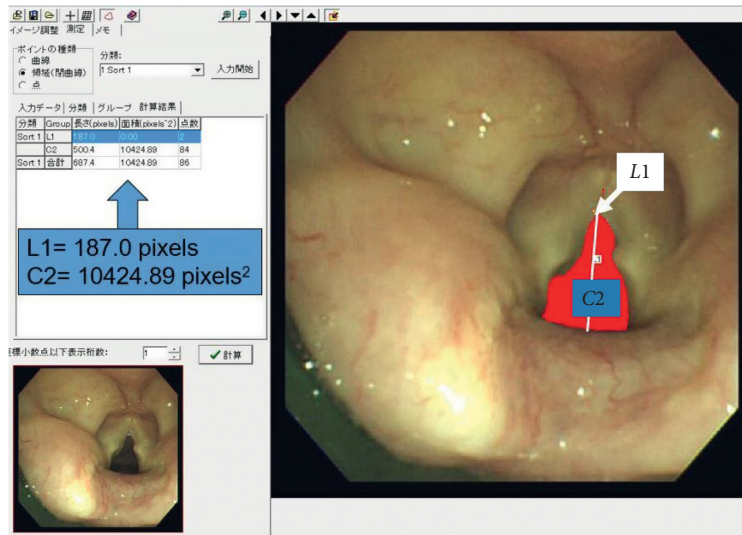 イメージ調整 測定 メモ
ポイントの種類
曲線
領域(閉曲線)
点
分類:
1 Sort 1
入力開始
入力データ 分類 グループ 計算結果
分類 Group 長さ(pixels) 面積(pixels^2) 点数
Sort 1 L1 187.0 0.00 2
C2 500.4 10424.89 84
Sort 1 合計 687.4 10424.89 86
L1= 187.0 pixels
C2= 10424.89 pixels²
標小数点以下表示桁数: 1
計算
L1
C2